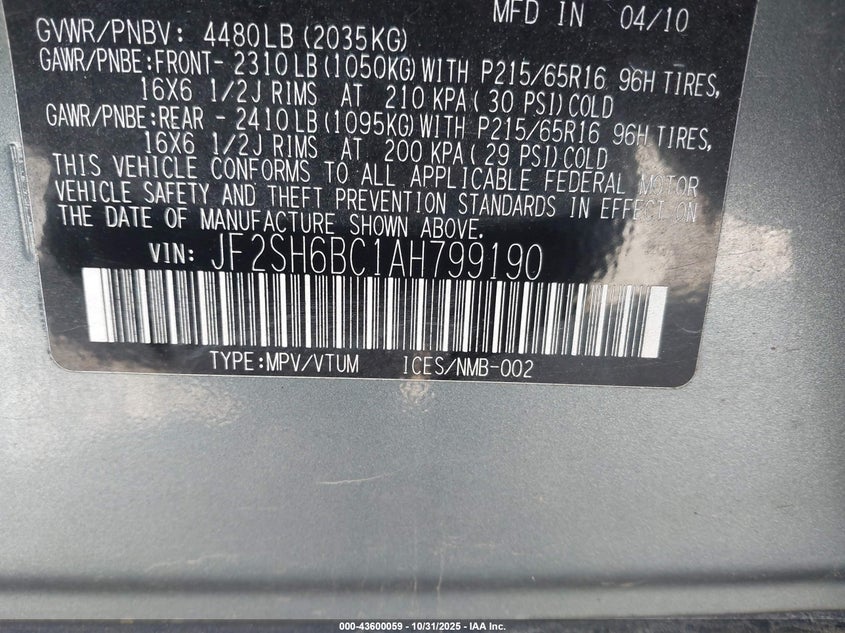 MFD IN 04/10
GVWR/PNBV: 4480LB(2035KG)
GAWR/PNBE:FRONT- 2310LB(1050KG)WITH P215/65R16 96H TIRES,
16X6 1/2J RIMS AT 210 KPA( 30 PSI)COLD
GAWR/PNBE:REAR - 2410LB(1095KG)WITH P215/65R16 96H TIRES,
16X6 1/2J RIMS AT 200 KPA( 29 PSI)COLD
THIS VEHICLE CONFORMS TO ALL APPLICABLE FEDERAL MOTOR
VEHICLE SAFETY AND THEFT PREVENTION STANDARDS IN EFFECT ON
THE DATE OF MANUFACTURE SHOWN ABOVE.
VIN: JF2SH6BC1AH799190
TYPE:MPV/VTUM ICES/NMB-002
000-43600059 - 10/31/2025 - IAA Inc.